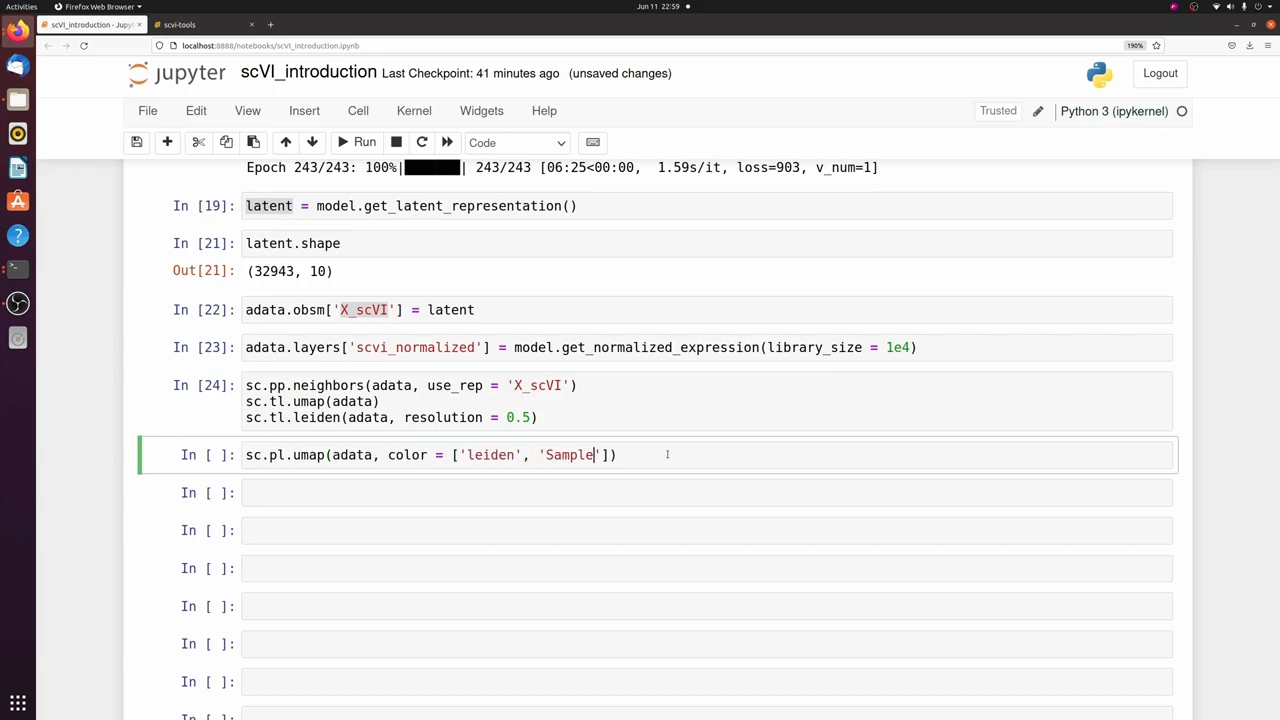 Activities
Firefox Web Browser
Jun 11 22:59
scVI_introduction - Jupyt
scvi-tools
localhost:8888/notebooks/scVI_introduction.ipynb
190%
jupyter
scVI_introduction Last Checkpoint: 41 minutes ago (unsaved changes)
Logout
File Edit View Insert Cell Kernel Widgets Help
Trusted
Python 3 (ipykernel)
Run
Code
Epoch 243/243: 100%| | 243/243 [06:25<00:00, 1.59s/it, loss=903, v_num=1]
In [19]: latent = model.get_latent_representation()
In [21]: latent.shape
Out[21]: (32943, 10)
In [22]: adata.obsm['X_scVI'] = latent
In [23]: adata.layers['scvi_normalized'] = model.get_normalized_expression(library_size = 1e4)
In [24]: sc.pp.neighbors(adata, use_rep = 'X_scVI')
sc.tl.umap(adata)
sc.tl.leiden(adata, resolution = 0.5)
In [ ]: sc.pl.umap(adata, color = ['leiden', 'Sample'])
In [ ]:
In [ ]:
In [ ]:
In [ ]:
In [ ]:
In [ ]: